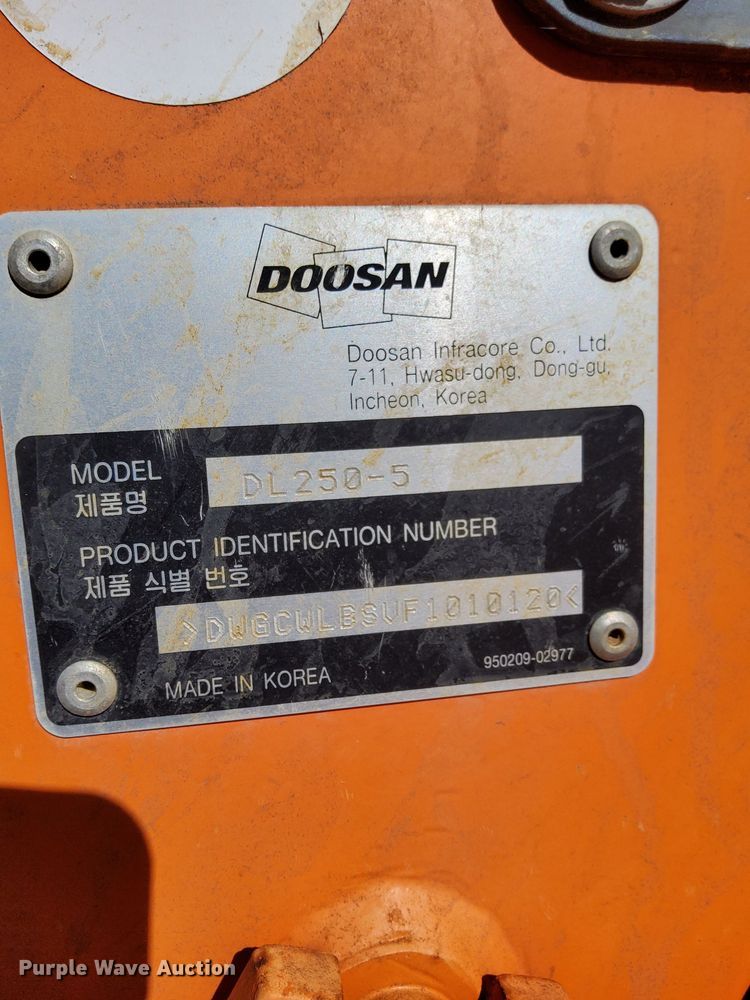 DOOSAN
Doosan Infracore Co., Ltd.
7-11, Hwasu-dong, Dong-gu,
Incheon, Korea
MODEL DL250-5
제품명
PRODUCT IDENTIFICATION NUMBER
제품 식별 번호
>DWGCWLBSVF1010120<
MADE IN KOREA
950209-02977
Purple Wave Auction